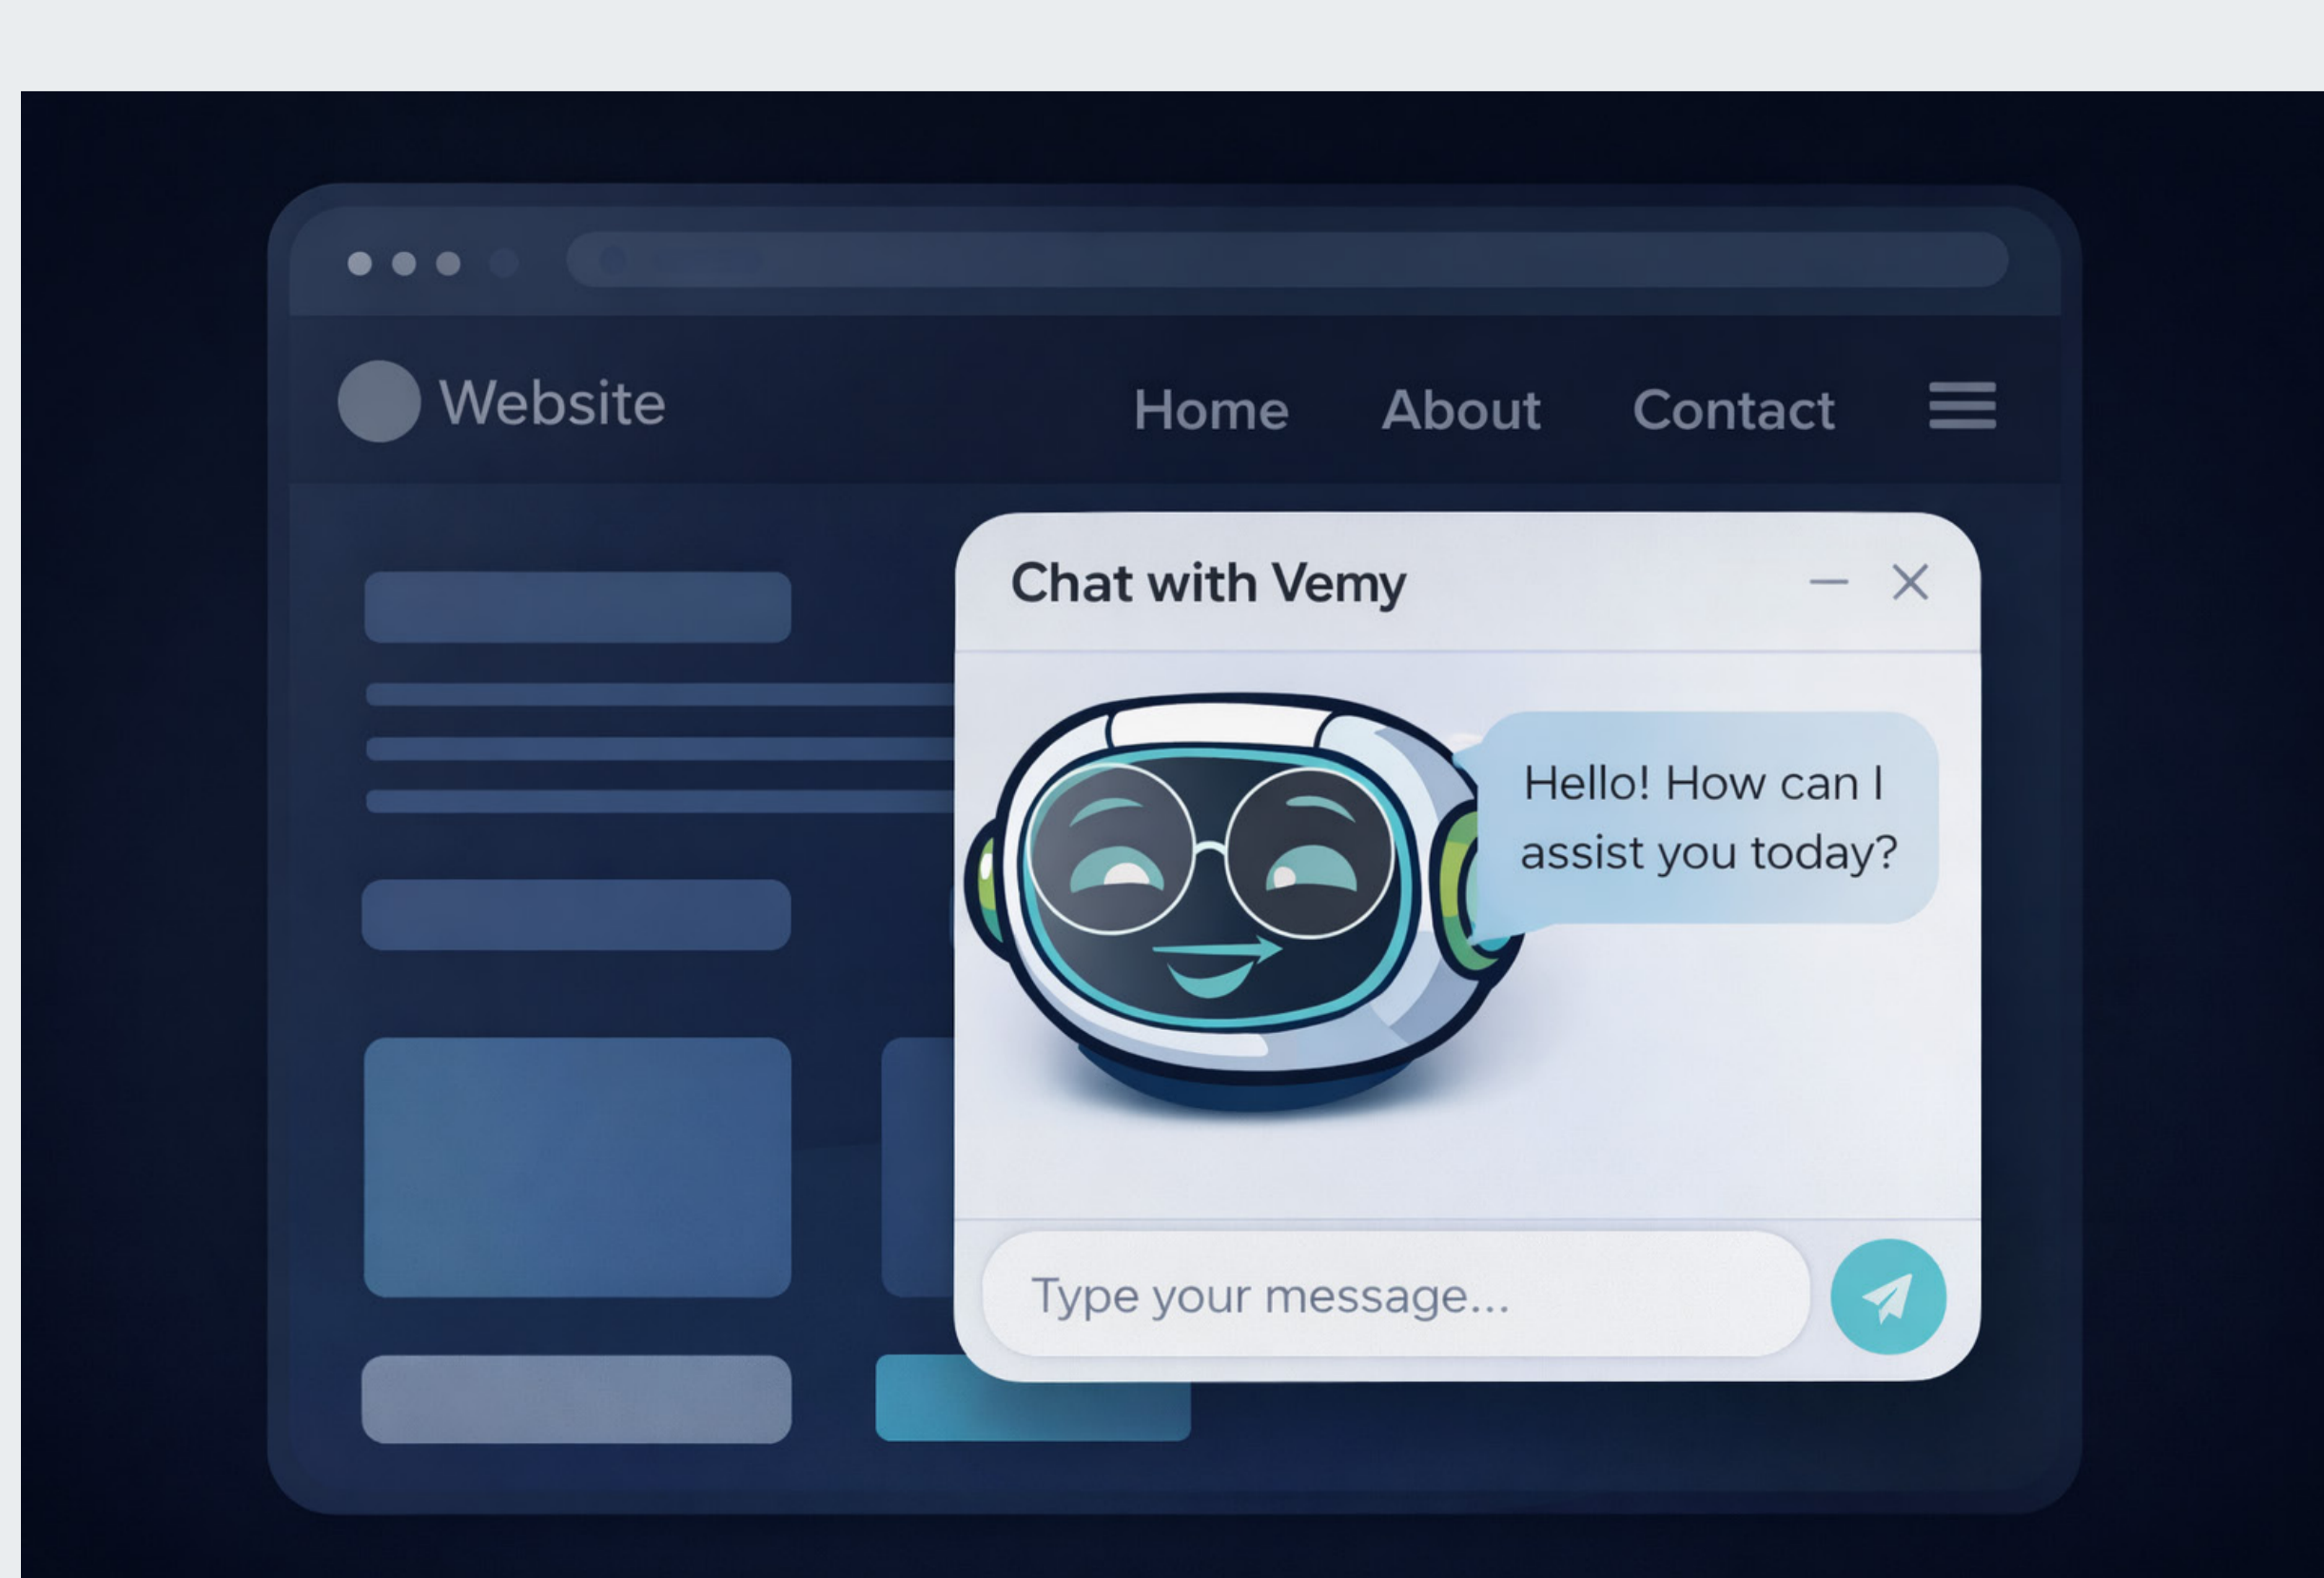 Website
Home About Contact
Chat with Vemy
Hello! How can I
assist you today?
Type your message...